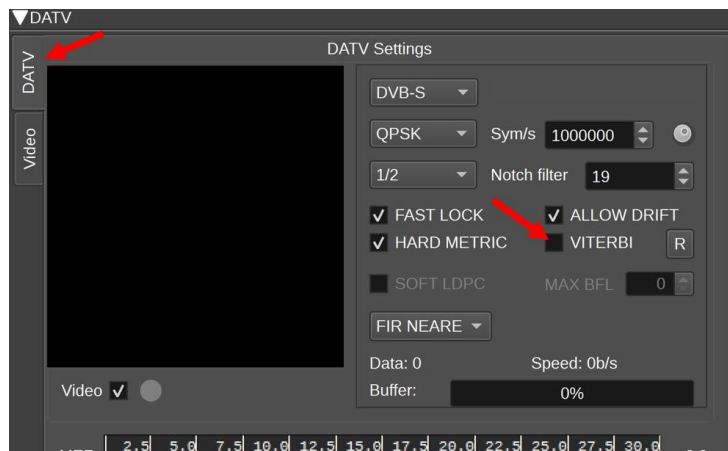 ▼DATV
DATV
Video
DATV Settings
DVB-S
QPSK Sym/s 1000000
1/2 Notch filter 19
FAST LOCK ALLOW DRIFT
HARD METRIC VITERBI R
SOFT LDPC MAX BFL 0
FIR NEARE
Data: 0 Speed: 0b/s
Video Buffer: 0%
2.5 5.0 7.5 10.0 12.5 15.0 17.5 20.0 22.5 25.0 27.5 30.0